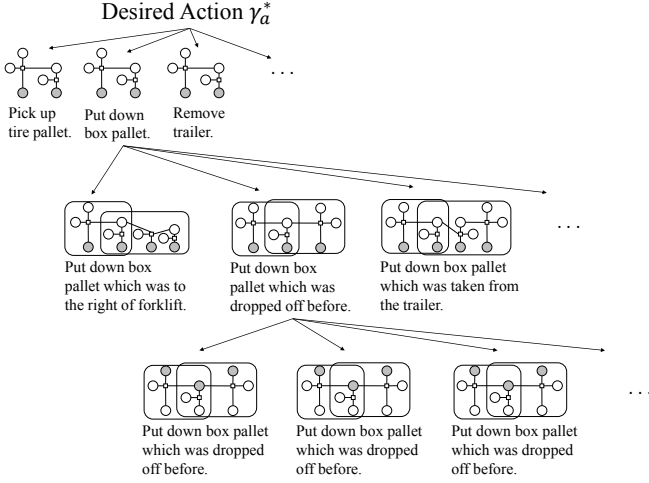 Desired Action γ*a
. . .
Pick up
tire pallet.
Put down
box pallet.
Remove
trailer.
. . .
Put down box
pallet which was to
the right of forklift.
Put down box
pallet which was
dropped off before.
Put down box pallet
which was taken from
the trailer.
. . .
Put down box pallet
which was dropped
off before.
Put down box pallet
which was dropped
off before.
Put down box pallet
which was dropped
off before.